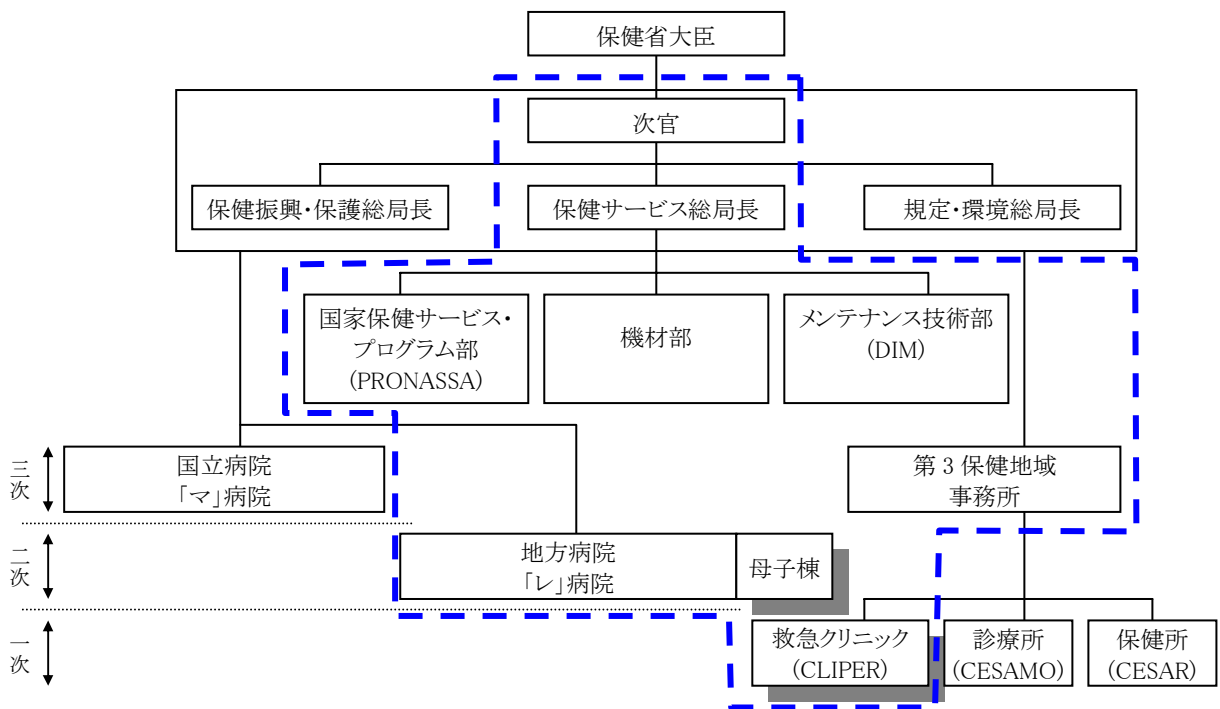 保健省大臣
次官
保健振興・保護総局長
保健サービス総局長
規定・環境総局長
国家保健サービス・
プログラム部
(PRONASSA)
機材部
メンテナンス技術部
(DIM)
三次
国立病院
「マ」病院
第3保健地域
事務所
二次
地方病院
「レ」病院
母子棟
一次
救急クリニック
(CLIPER)
診療所
(CESAMO)
保健所
(CESAR)